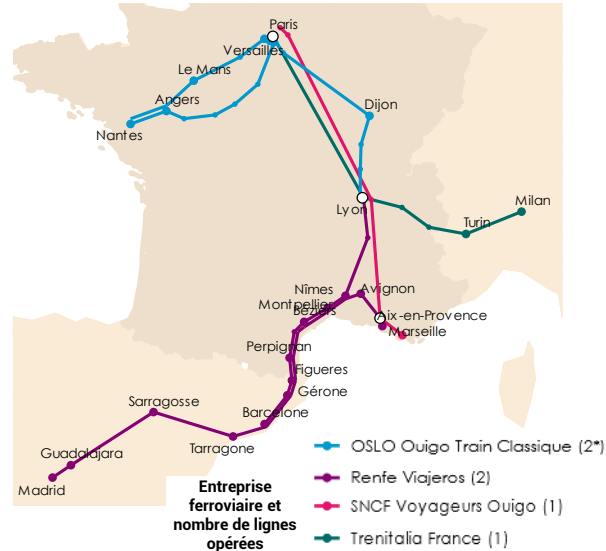 Paris
Versailles
Le Mans
Angers
Nantes
Dijon
Lyon
Milan
Turin
Nîmes
Avignon
Montpellier
Béziers
Aix-en-Provence
Marseille
Perpignan
Figueres
Gérone
Sarragosse
Barcelone
Tarragone
Guadalajara
Madrid
Entreprise
ferroviaire et
nombre de lignes
opérées
OSLO Ouigo Train Classique (2*)
Renfe Viajeros (2)
SNCF Voyageurs Ouigo (1)
Trenitalia France (1)